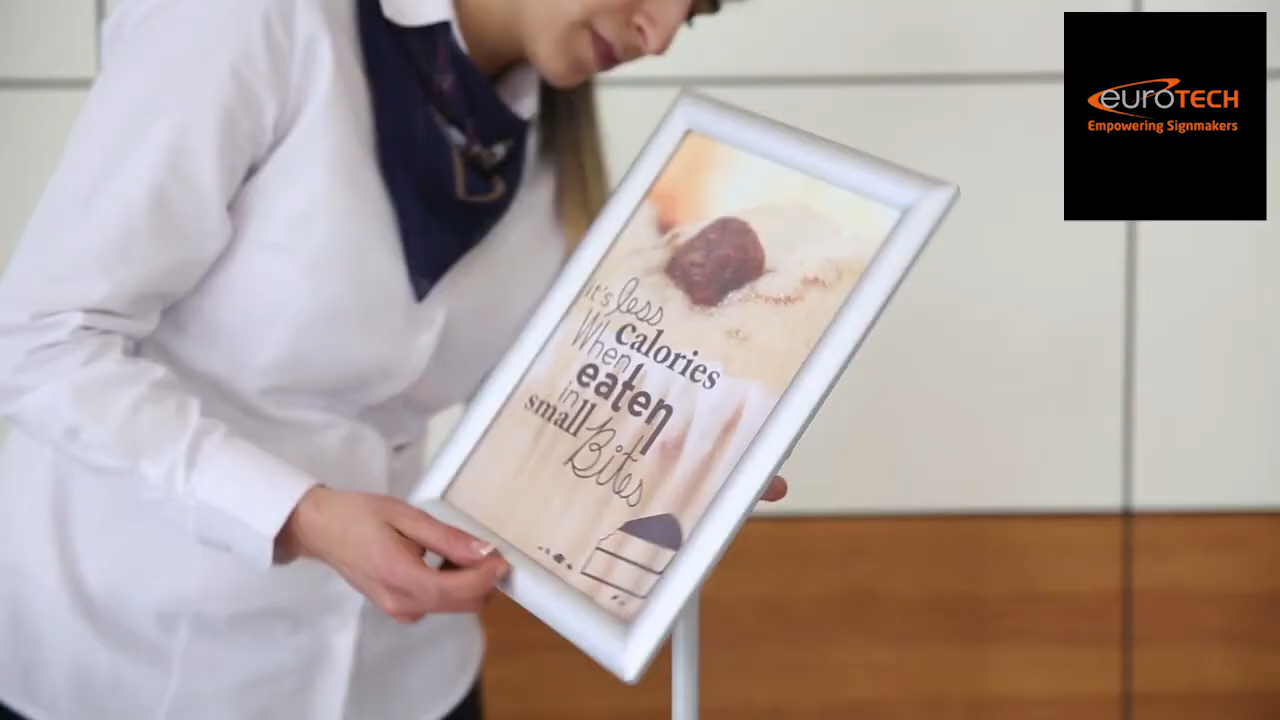 it's less
calories
When
eaten
in
small
Bites
euroTECH
Empowering Signmakers